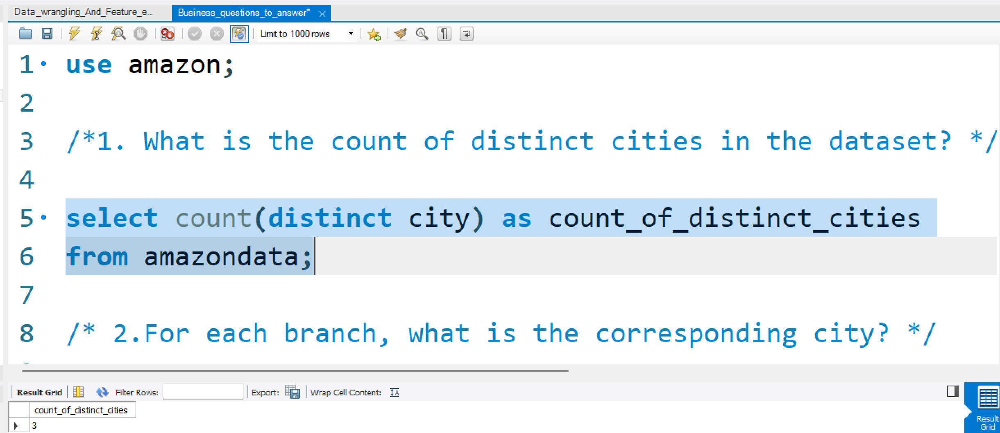 Data_wrangling_And_Feature_e...
Business_questions_to_answer*
Limit to 1000 rows
1 use amazon;
2
3 /*1. What is the count of distinct cities in the dataset? */
4
5 select count(distinct city) as count_of_distinct_cities
6 from amazondata;
7
8 /* 2.For each branch, what is the corresponding city? */
Result Grid Filter Rows: Export: Wrap Cell Content:
count_of_distinct_cities
3
Result
Grid